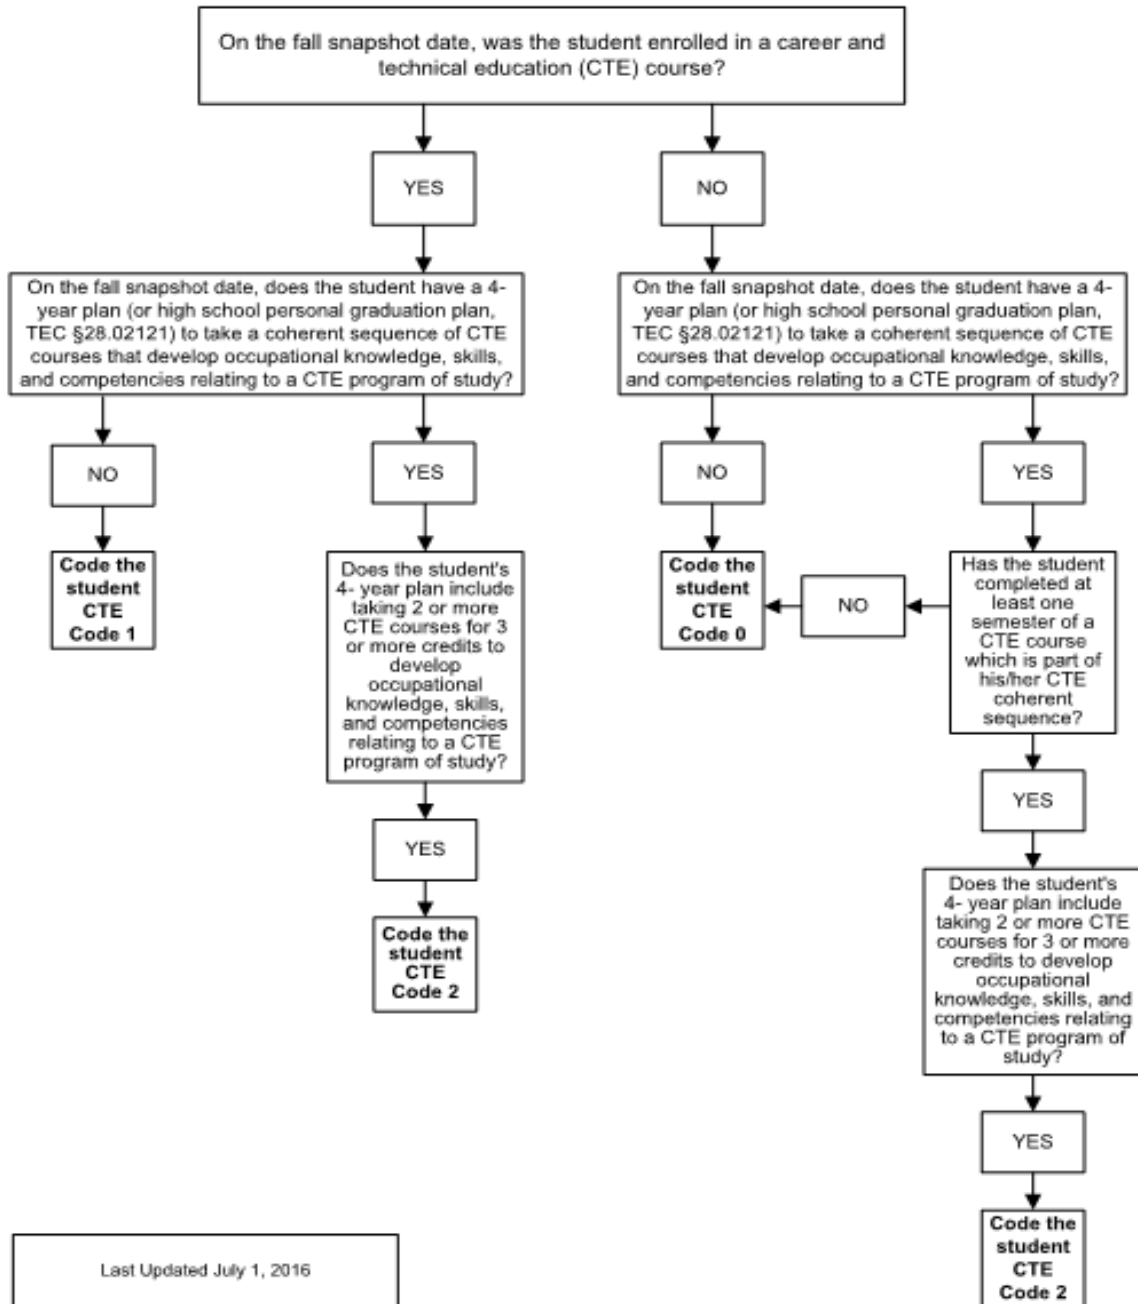 On the fall snapshot date, was the student enrolled in a career and
technical education (CTE) course?
YES
NO
On the fall snapshot date, does the student have a 4-
year plan (or high school personal graduation plan,
TEC §28.02121) to take a coherent sequence of CTE
courses that develop occupational knowledge, skills,
and competencies relating to a CTE program of study?
On the fall snapshot date, does the student have a 4-
year plan (or high school personal graduation plan,
TEC §28.02121) to take a coherent sequence of CTE
courses that develop occupational knowledge, skills,
and competencies relating to a CTE program of study?
NO
YES
NO
YES
Code the
student
CTE
Code 1
Does the student's
4- year plan include
taking 2 or more
CTE courses for 3
or more credits to
develop
occupational
knowledge, skills,
and competencies
relating to a CTE
program of study?
Code the
student
CTE
Code 0
NO
Has the student
completed at
least one
semester of a
CTE course
which is part of
his/her CTE
coherent
sequence?
YES
YES
Code the
student
CTE
Code 2
Does the student's
4- year plan include
taking 2 or more CTE
courses for 3 or more
credits to develop
occupational
knowledge, skills, and
competencies relating
to a CTE program of
study?
YES
Code the
student
CTE
Code 2
Last Updated July 1, 2016